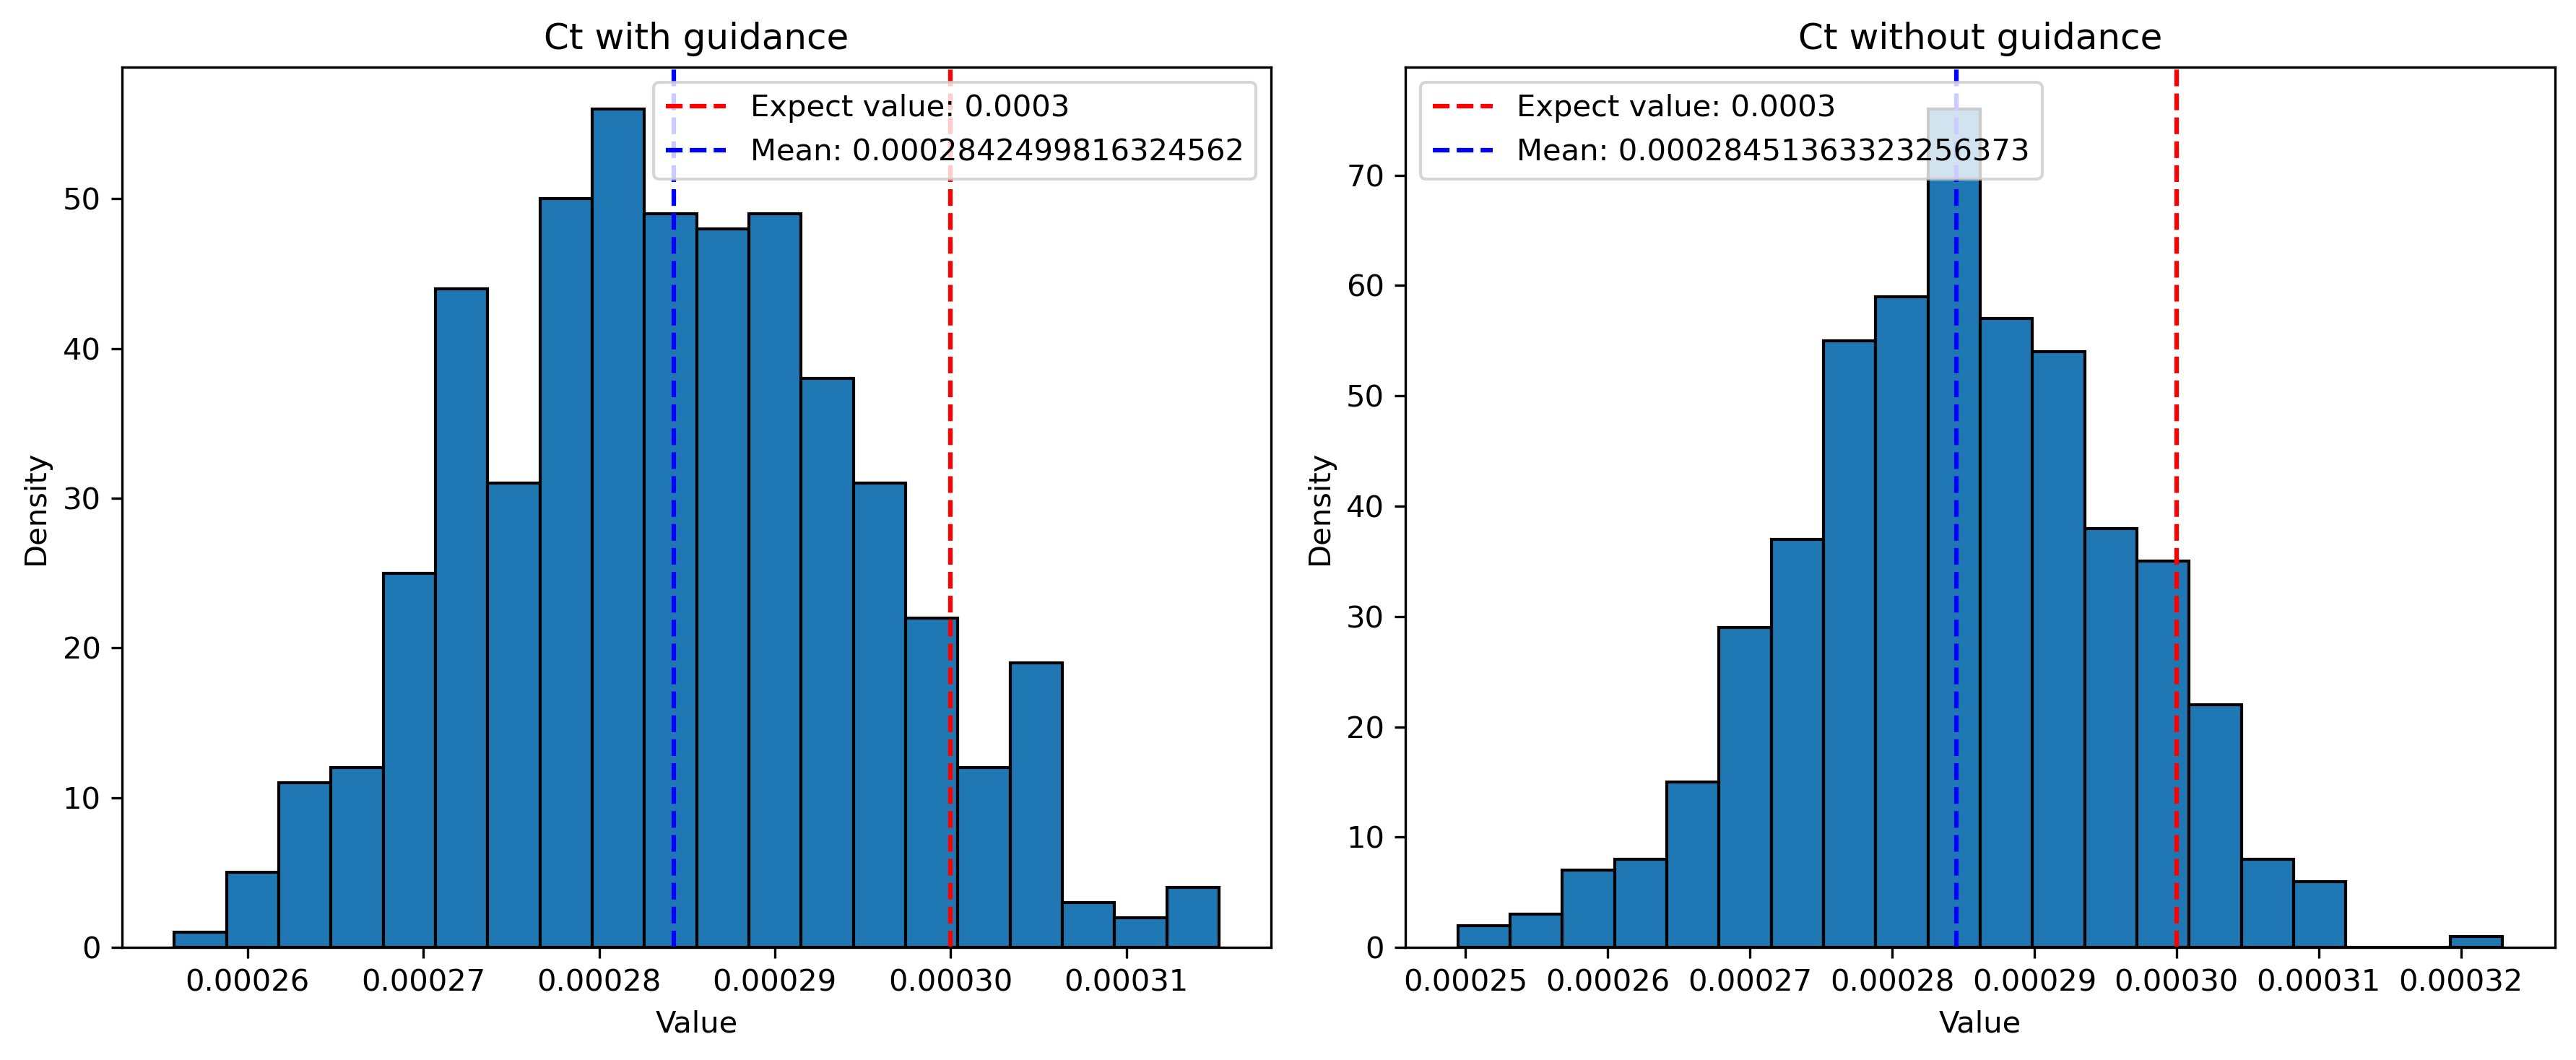 Ct with guidance
Expect value: 0.0003
Mean: 0.0002842499816324562
Density
50
40
30
20
10
0
0.00026 0.00027 0.00028 0.00029 0.00030 0.00031
Value
Ct without guidance
Expect value: 0.0003
Mean: 0.00028451363323256373
Density
70
60
50
40
30
20
10
0
0.00025 0.00026 0.00027 0.00028 0.00029 0.00030 0.00031 0.00032
Value